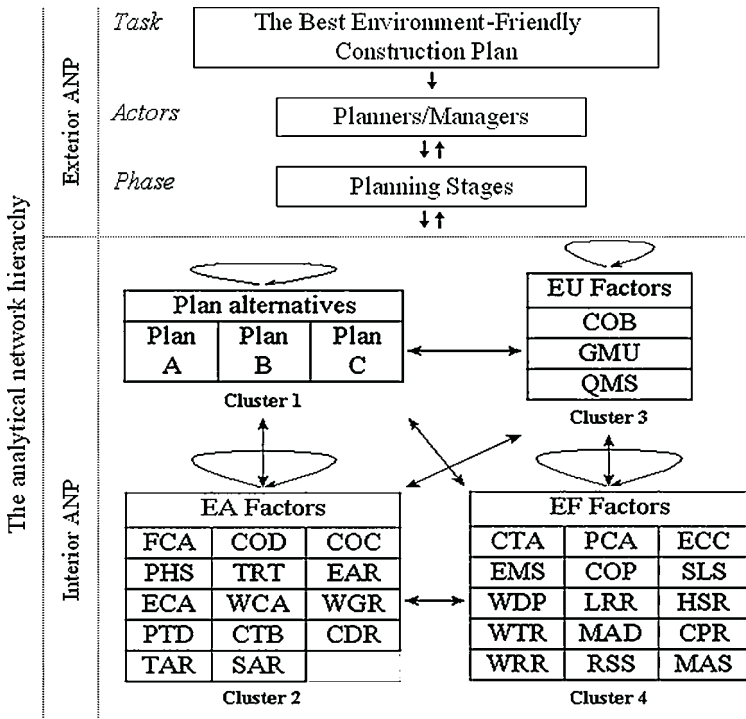 The analytical network hierarchy
Exterior ANP
Task
The Best Environment-Friendly
Construction Plan
Actors
Planners/Managers
Phase
Planning Stages
Interior ANP
Plan alternatives
Plan Plan Plan
A B C
Cluster 1
EU Factors
COB
GMU
QMS
Cluster 3
EA Factors
FCA COD COC
PHS TRT EAR
ECA WCA WGR
PTD CTB CDR
TAR SAR
Cluster 2
EF Factors
CTA PCA ECC
EMS COP SLS
WDP LRR HSR
WTR MAD CPR
WRR RSS MAS
Cluster 4